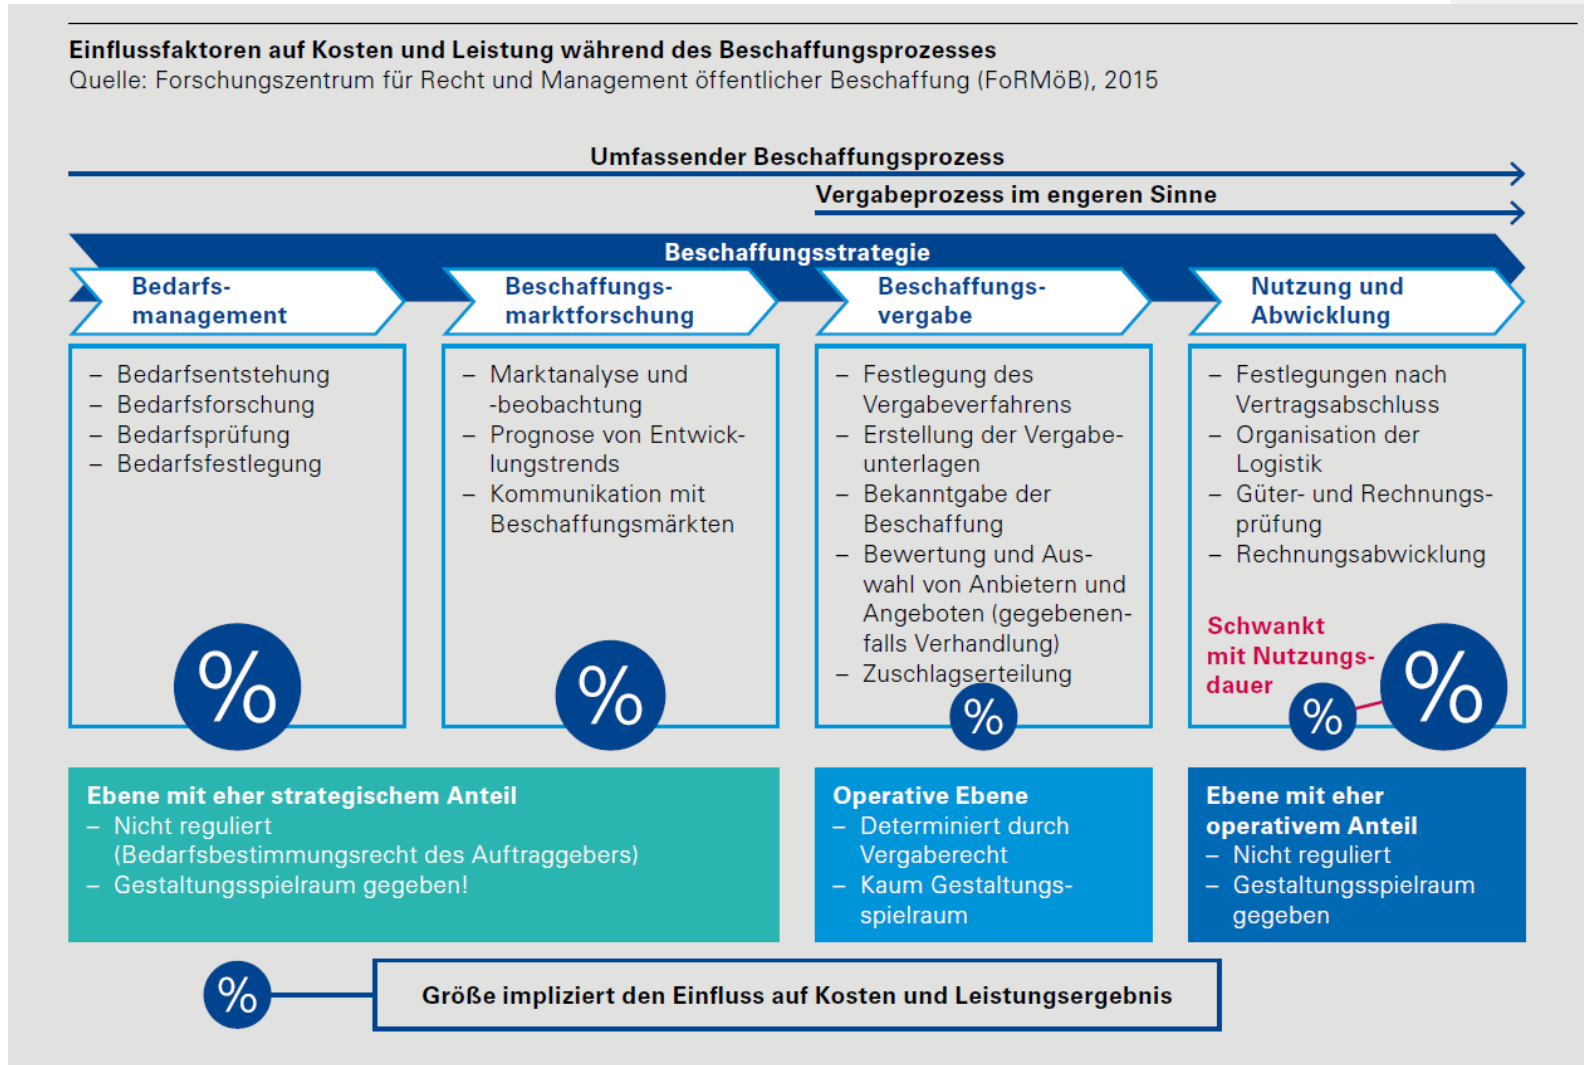 Einflussfaktoren auf Kosten und Leistung während des Beschaffungsprozesses
Quelle: Forschungszentrum für Recht und Management öffentlicher Beschaffung (FoRMöB), 2015
Umfassender Beschaffungsprozess
Vergabeprozess im engeren Sinne
Beschaffungsstrategie
Bedarfs-
management
– Bedarfsentstehung
– Bedarfsforschung
– Bedarfsprüfung
– Bedarfsfestlegung
%
Beschaffungs-
marktforschung
– Marktanalyse und
-beobachtung
– Prognose von Entwick-
lungstrends
– Kommunikation mit
Beschaffungsmärkten
%
Beschaffungs-
vergabe
– Festlegung des
Vergabeverfahrens
– Erstellung der Vergabe-
unterlagen
– Bekanntgabe der
Beschaffung
– Bewertung und Aus-
wahl von Anbietern und
Angeboten (gegebenen-
falls Verhandlung)
– Zuschlagserteilung
%
Nutzung und
Abwicklung
– Festlegungen nach
Vertragsabschluss
– Organisation der
Logistik
– Güter- und Rechnungs-
prüfung
– Rechnungsabwicklung
Schwankt
mit Nutzungs-
dauer
%
%
Ebene mit eher strategischem Anteil
– Nicht reguliert
(Bedarfsbestimmungsrecht des Auftraggebers)
– Gestaltungsspielraum gegeben!
Operative Ebene
– Determiniert durch
Vergaberecht
– Kaum Gestaltungs-
spielraum
Ebene mit eher
operativem Anteil
– Nicht reguliert
– Gestaltungsspielraum
gegeben
%
Größe impliziert den Einfluss auf Kosten und Leistungsergebnis